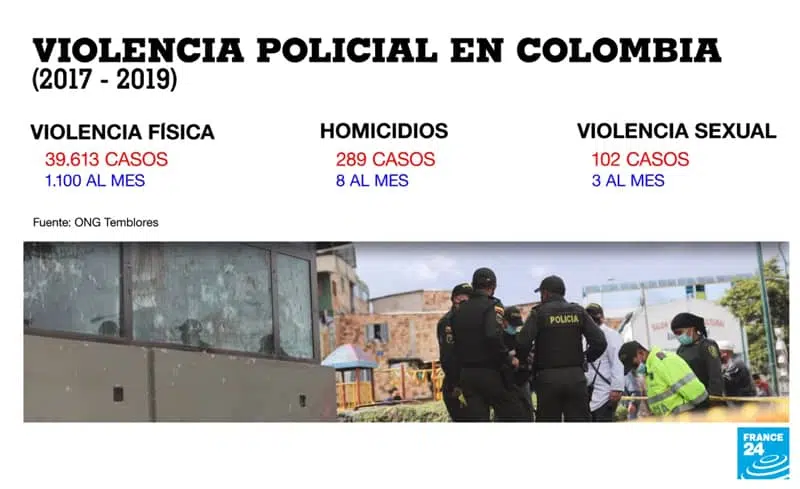 VIOLENCIA POLICIAL EN COLOMBIA
(2017 - 2019)
VIOLENCIA FÍSICA
39.613 CASOS
1.100 AL MES
HOMICIDIOS
289 CASOS
8 AL MES
VIOLENCIA SEXUAL
102 CASOS
3 AL MES
Fuente: ONG Temblores
POLICIA
FRANCE
24